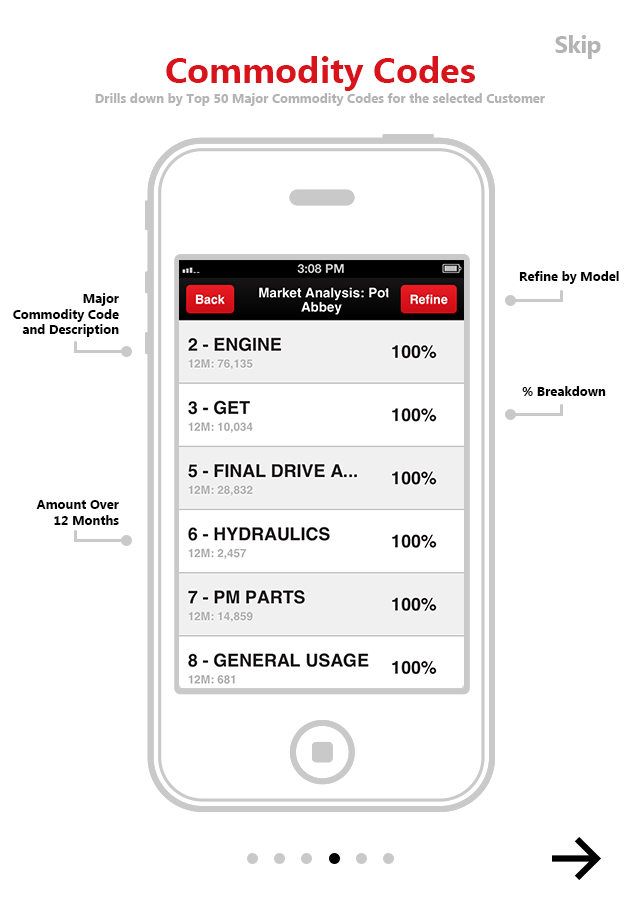 Skip
Commodity Codes
Drills down by Top 50 Major Commodity Codes for the selected Customer
3:08 PM
Back
Market Analysis: Pot
Abbey
Refine
Refine by Model
Major
Commodity Code
and Description
2 - ENGINE
12M: 76,135
100%
3 - GET
12M: 10,034
100%
% Breakdown
5 - FINAL DRIVE A...
12M: 28,832
100%
Amount Over
12 Months
6 - HYDRAULICS
12M: 2,457
100%
7 - PM PARTS
12M: 14,859
100%
8 - GENERAL USAGE
12M: 681
100%